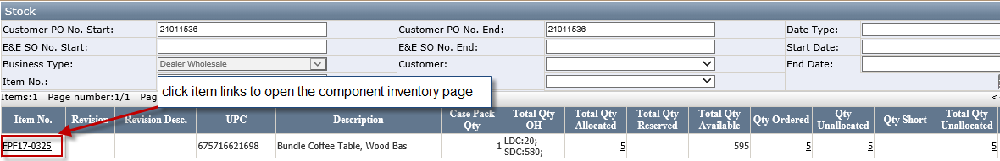 Stock
Customer PO No. Start: 21011536 Customer PO No. End: 21011536 Date Type:
E&E SO No. Start: E&E SO No. End: Start Date:
Business Type: Dealer Wholesale Customer: End Date:
Item No.:
click item links to open the component inventory page
Items:1 Page number:1/1 Pag <
Item No. Revision Revision Desc. UPC Description Case Pack Qty Total Qty OH Total Qty Allocated Total Qty Reserved Total Qty Available Qty Ordered Qty Unallocated Qty Short Total Qty Unallocated
FPF17-0325 675716621698 Bundle Coffee Table, Wood Bas 1 LDC:20; SDC:580; 5 595 5 5 5